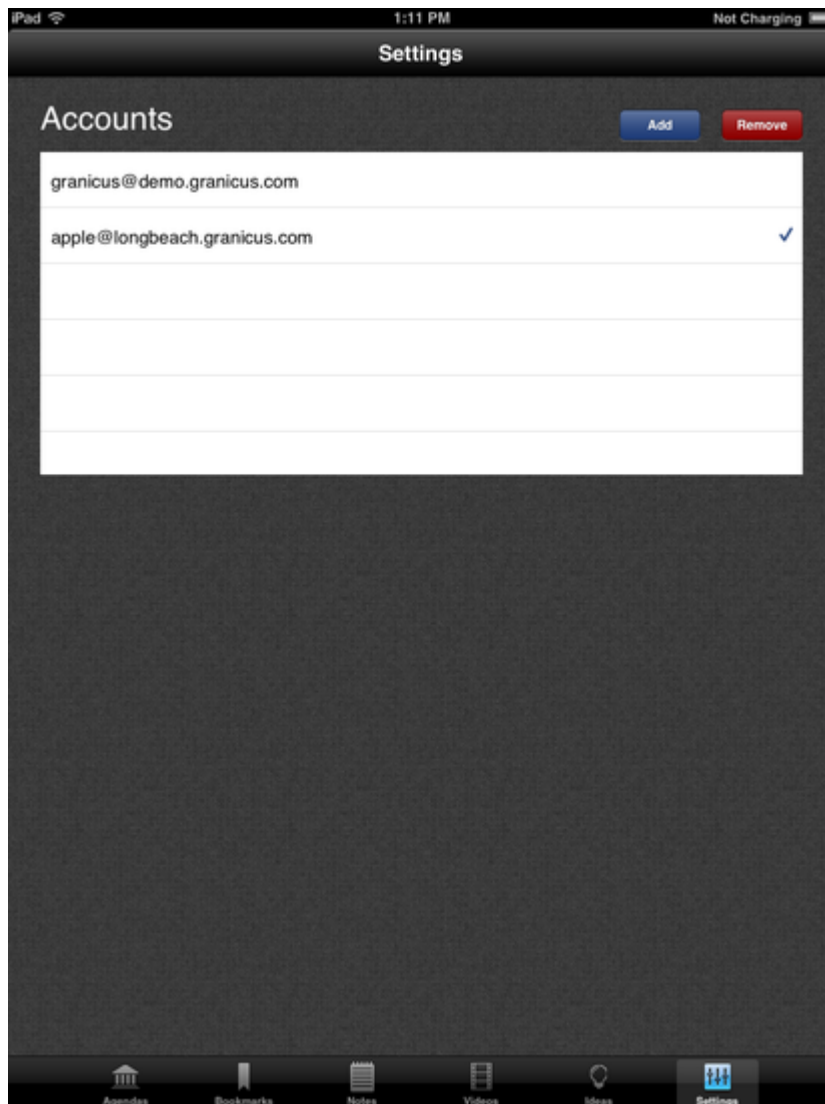 iPad 1:11 PM Not Charging
Settings
Accounts Add Remove
granicus@demo.granicus.com
apple@longbeach.granicus.com
Agendas Bookmarks Notes Videos Ideas Settings